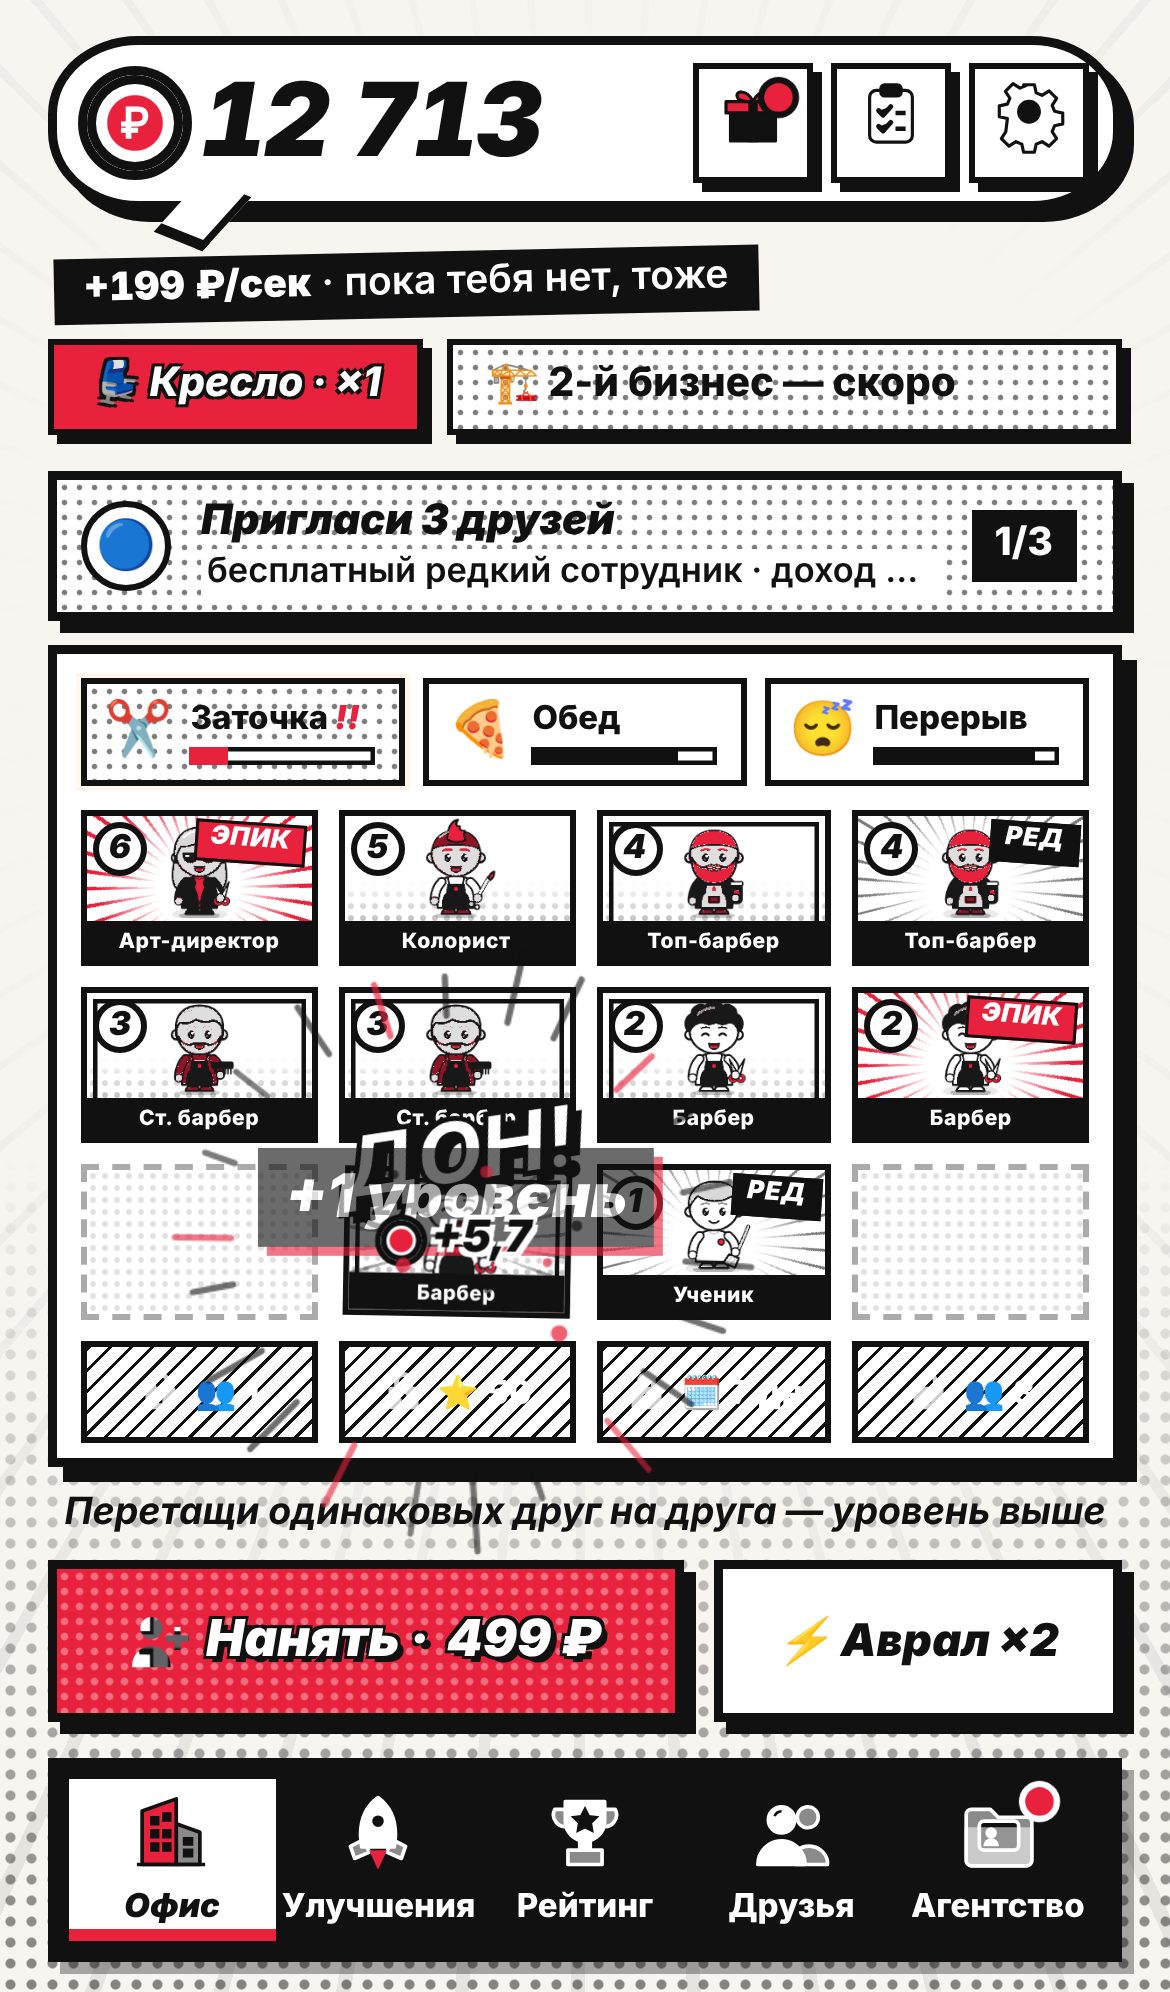 ₽ 12 713
+199 ₽/сек · пока тебя нет, тоже
Кресло · ×1
2-й бизнес — скоро
Пригласи 3 друзей
бесплатный редкий сотрудник · доход ...
1/3
Заточка !!
Обед
Перерыв
6 ЭПИК
5
4
4 РЕД
Арт-директор
Колорист
Топ-барбер
Топ-барбер
3
3
2
2 ЭПИК
Ст. барбер
Ст. барбер
Барбер
Барбер
ДОН!
+1 уровень
+5,7
1 РЕД
Барбер
Ученик
Перетащи одинаковых друг на друга — уровень выше
Нанять · 499 ₽
Аврал ×2
Офис
Улучшения
Рейтинг
Друзья
Агентство